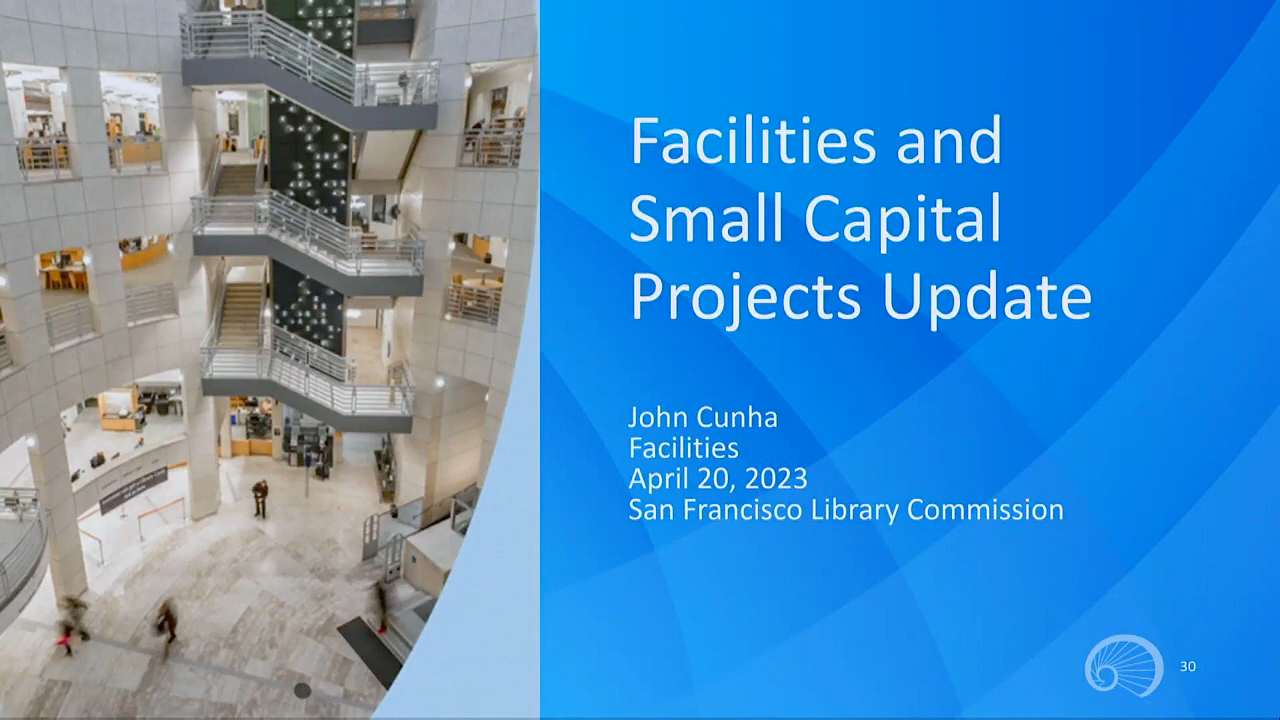 Facilities and
Small Capital
Projects Update
John Cunha
Facilities
April 20, 2023
San Francisco Library Commission
30